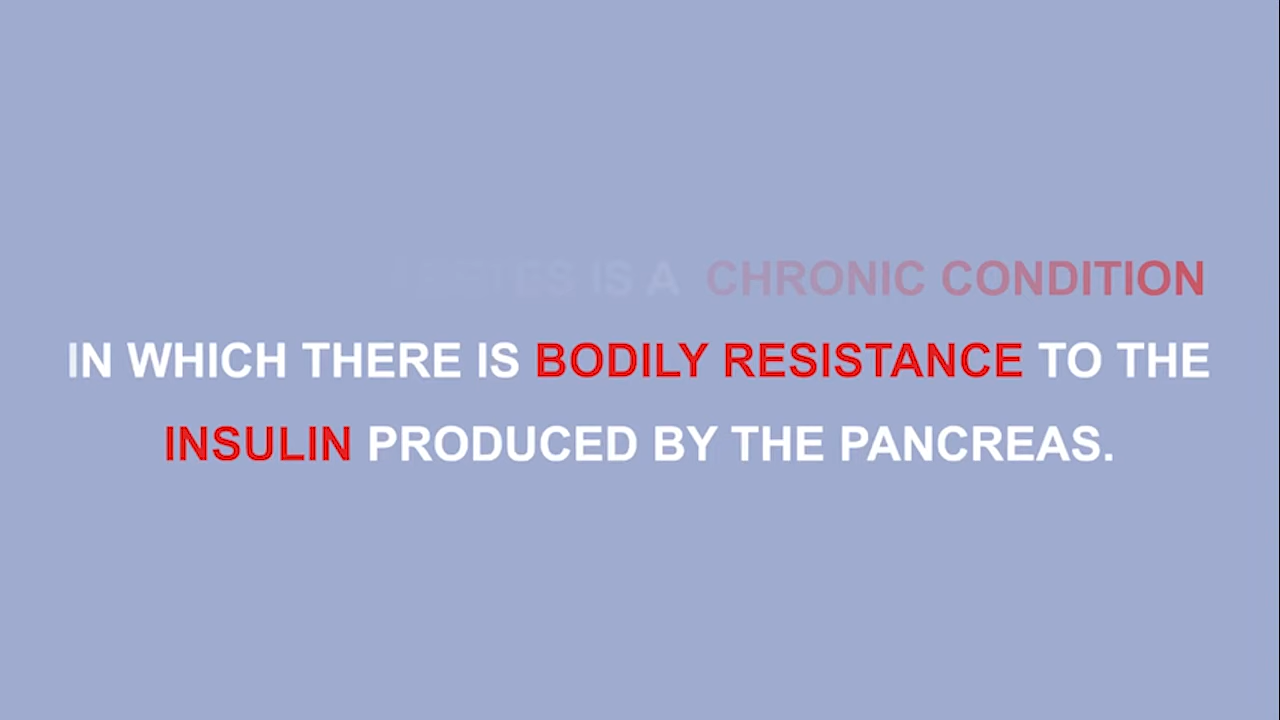 IS A CHRONIC CONDITION
IN WHICH THERE IS BODILY RESISTANCE TO THE
INSULIN PRODUCED BY THE PANCREAS.